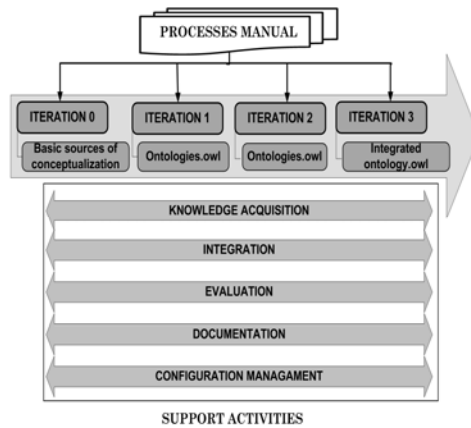 PROCESSES MANUAL
ITERATION 0
ITERATION 1
ITERATION 2
ITERATION 3
Basic sources of
conceptualization
Ontologies.owl
Ontologies.owl
Integrated
ontology.owl
KNOWLEDGE ACQUISITION
INTEGRATION
EVALUATION
DOCUMENTATION
CONFIGURATION MANAGAMENT
SUPPORT ACTIVITIES